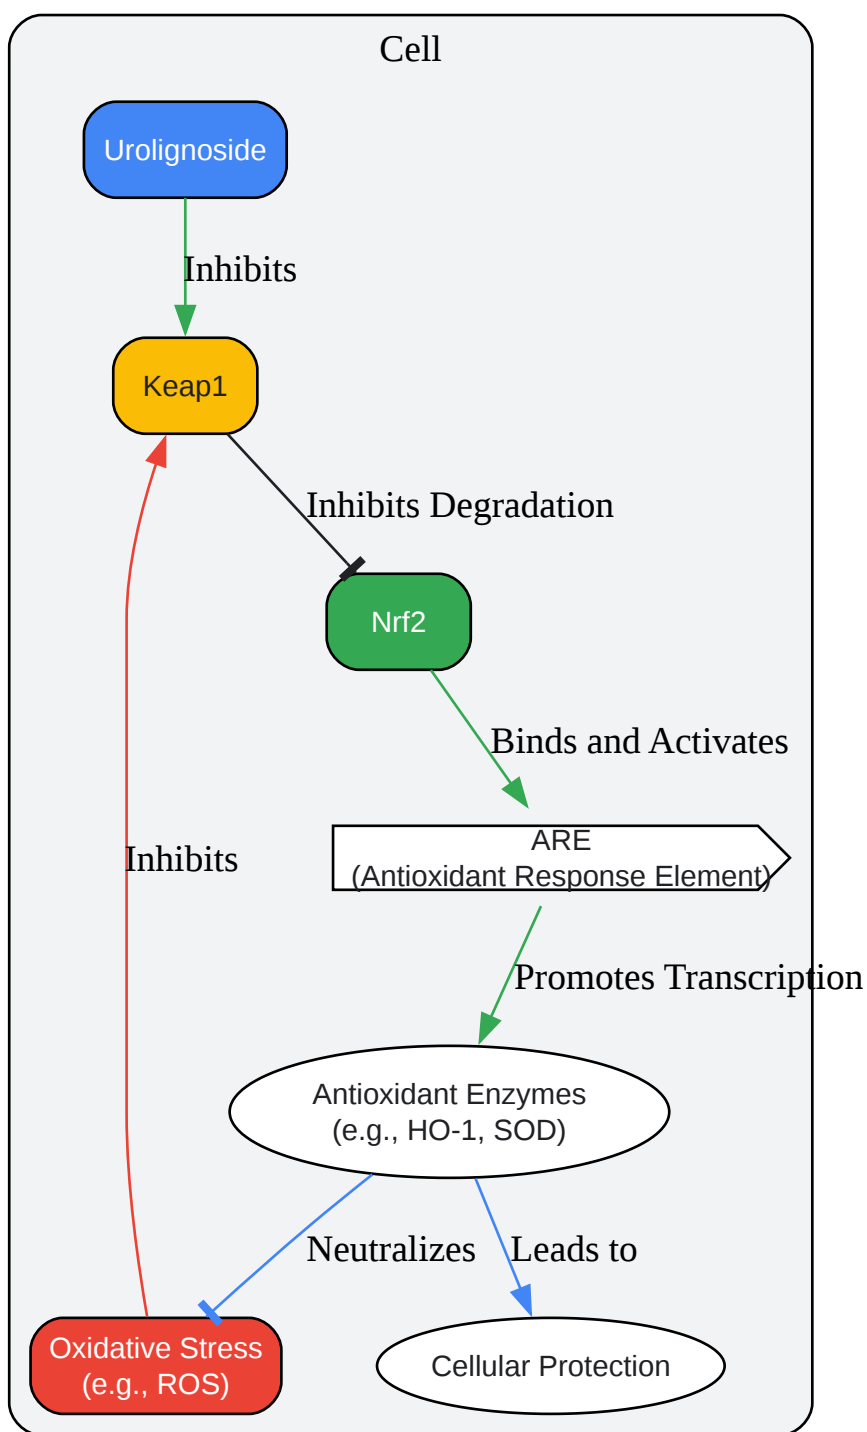 Cell
Urolignoside
Inhibits
Keap1
Inhibits Degradation
Nrf2
Binds and Activates
ARE
(Antioxidant Response Element)
Inhibits
Promotes Transcription
Antioxidant Enzymes
(e.g., HO-1, SOD)
Neutralizes
Leads to
Oxidative Stress
(e.g., ROS)
Cellular Protection